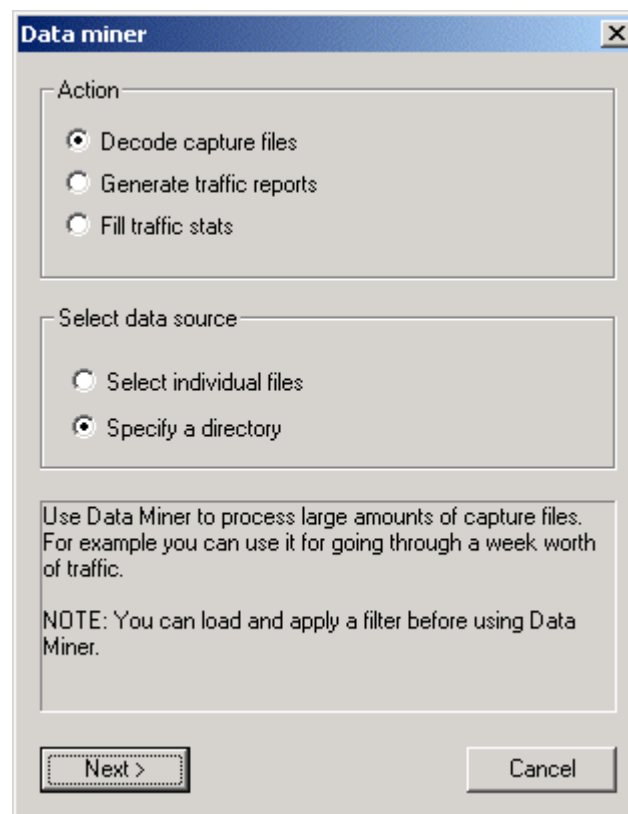 Data miner
Action
Decode capture files
Generate traffic reports
Fill traffic stats
Select data source
Select individual files
Specify a directory
Use Data Miner to process large amounts of capture files.
For example you can use it for going through a week worth
of traffic.
NOTE: You can load and apply a filter before using Data
Miner.
Next >
Cancel